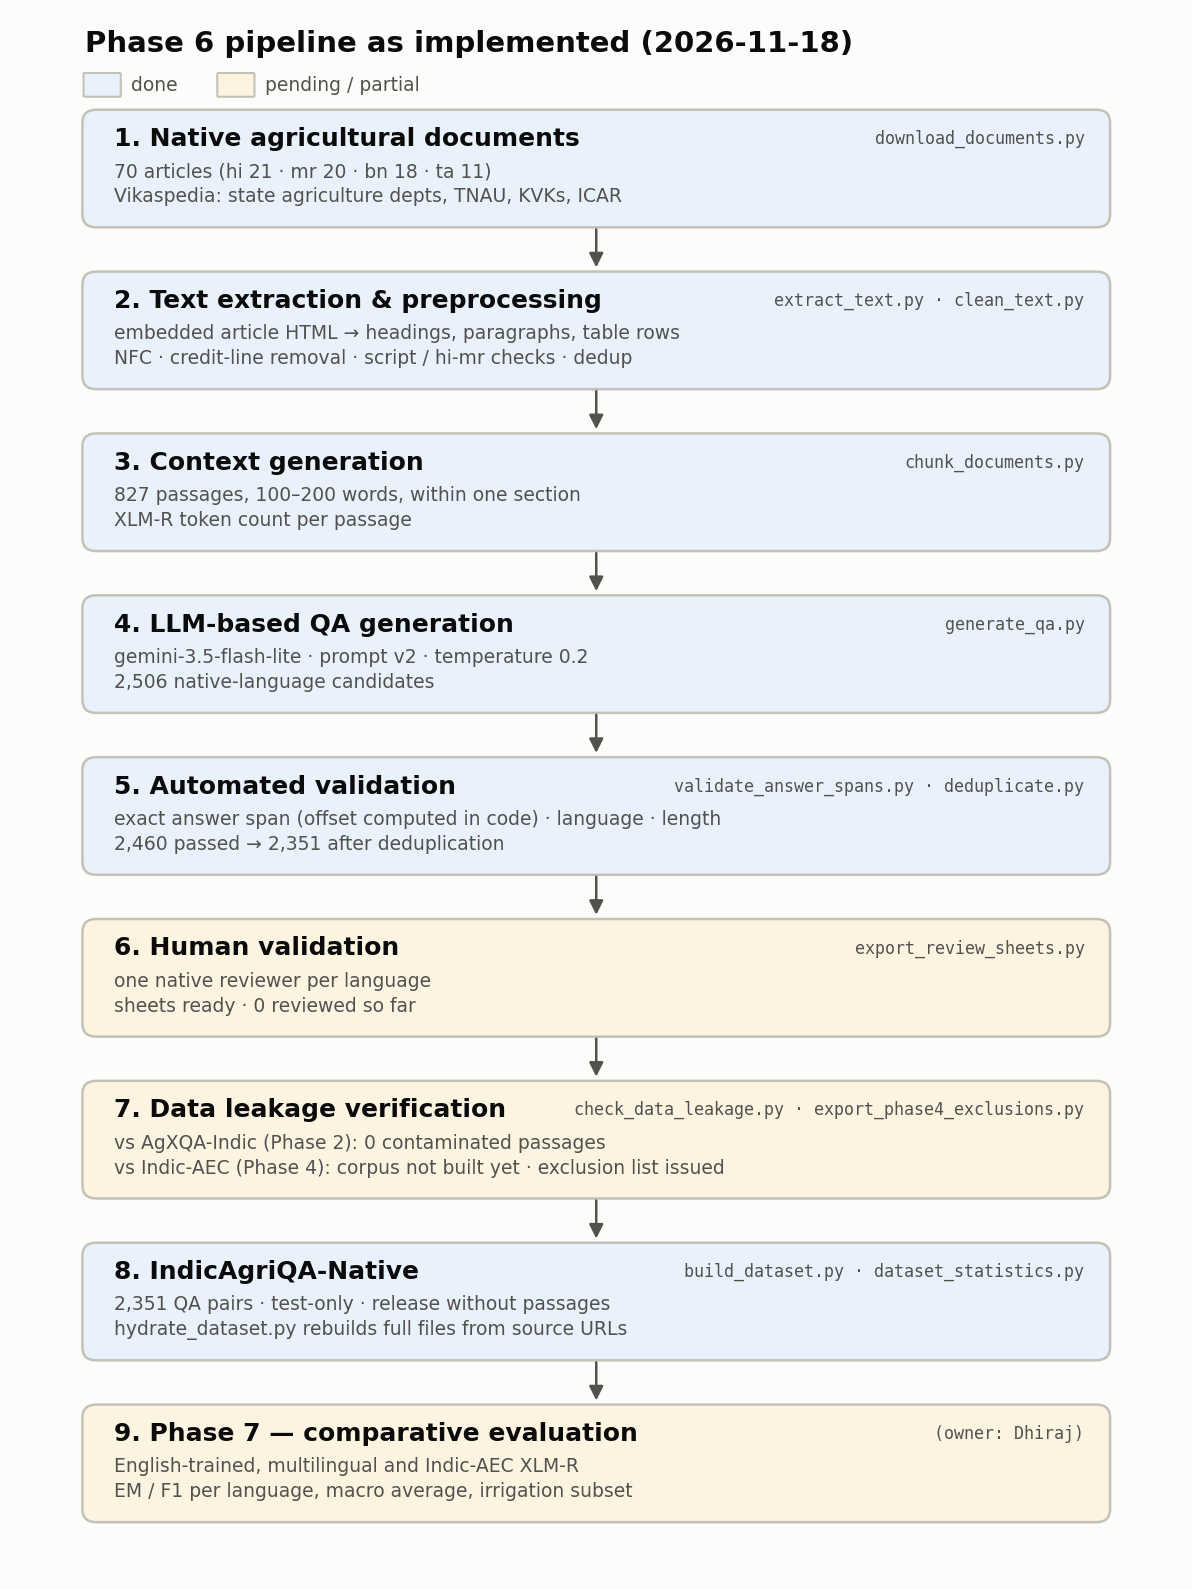 Phase 6 pipeline as implemented (2026-11-18)
done
pending / partial
1. Native agricultural documents
download_documents.py
70 articles (hi 21 · mr 20 · bn 18 · ta 11)
Vikaspedia: state agriculture depts, TNAU, KVKs, ICAR
2. Text extraction & preprocessing
extract_text.py · clean_text.py
embedded article HTML → headings, paragraphs, table rows
NFC · credit-line removal · script / hi-mr checks · dedup
3. Context generation
chunk_documents.py
827 passages, 100–200 words, within one section
XLM-R token count per passage
4. LLM-based QA generation
generate_qa.py
gemini-3.5-flash-lite · prompt v2 · temperature 0.2
2,506 native-language candidates
5. Automated validation
validate_answer_spans.py · deduplicate.py
exact answer span (offset computed in code) · language · length
2,460 passed → 2,351 after deduplication
6. Human validation
export_review_sheets.py
one native reviewer per language
sheets ready · 0 reviewed so far
7. Data leakage verification
check_data_leakage.py · export_phase4_exclusions.py
vs AgXQA-Indic (Phase 2): 0 contaminated passages
vs Indic-AEC (Phase 4): corpus not built yet · exclusion list issued
8. IndicAgriQA-Native
build_dataset.py · dataset_statistics.py
2,351 QA pairs · test-only · release without passages
hydrate_dataset.py rebuilds full files from source URLs
9. Phase 7 — comparative evaluation
(owner: Dhiraj)
English-trained, multilingual and Indic-AEC XLM-R
EM / F1 per language, macro average, irrigation subset